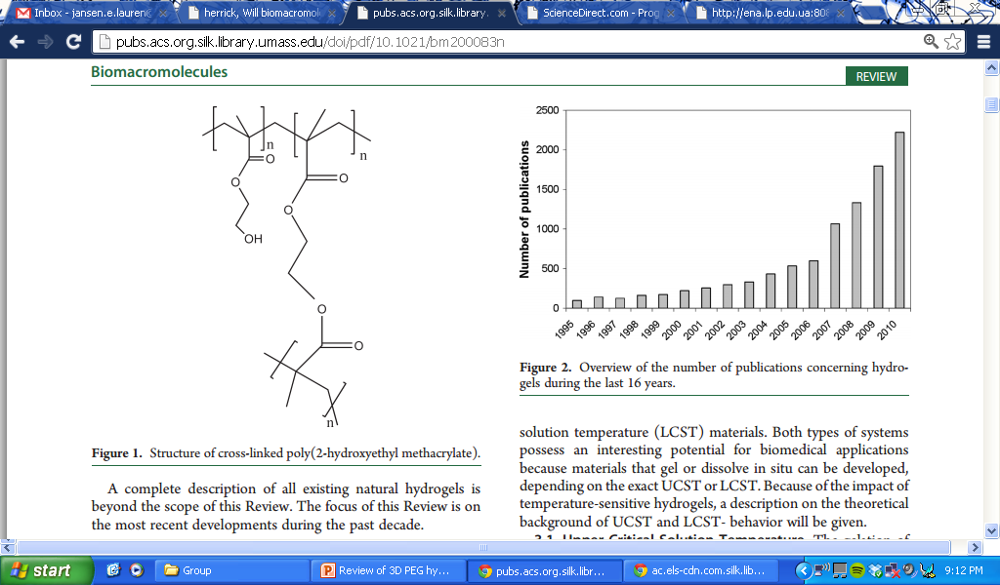 Inbox - jansen.e.laurenc
herrick, Will biomacromol
pubs.acs.org.silk.library.
ScienceDirect.com - Prog
http://ena.lp.edu.ua:808
pubs.acs.org.silk.library.umass.edu/doi/pdf/10.1021/bm200083n
Biomacromolecules
REVIEW
n
n
O
O
O
O
OH
O
O
n
Figure 1. Structure of cross-linked poly(2-hydroxyethyl methacrylate).
A complete description of all existing natural hydrogels is
beyond the scope of this Review. The focus of this Review is on
the most recent developments during the past decade.
Number of publications
2500
2000
1500
1000
500
0
1995 1996 1997 1998 1999 2000 2001 2002 2003 2004 2005 2006 2007 2008 2009 2010
Figure 2. Overview of the number of publications concerning hydro-
gels during the last 16 years.
solution temperature (LCST) materials. Both types of systems
possess an interesting potential for biomedical applications
because materials that gel or dissolve in situ can be developed,
depending on the exact UCST or LCST. Because of the impact of
temperature-sensitive hydrogels, a description on the theoretical
background of UCST and LCST- behavior will be given.
3.1. Upper Critical Solution Temperature. The gelation of
start
Group
Review of 3D PEG hy...
pubs.acs.org.silk.libr...
ac.els-cdn.com.silk.lib...
9:12 PM